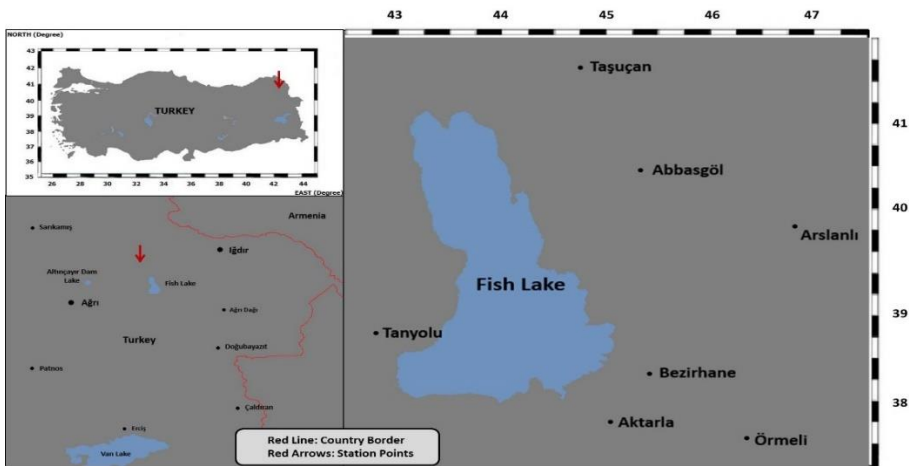 NORTH (Degree)
43
42
41
40
39
38
37
36
35
TURKEY
26 28 30 32 34 36 38 40 42 44
EAST (Degree)
Armenia
Sarıkamış
Iğdır
Fish Lake
Ağrı
Ağrı Dağı
Turkey
Doğubayazıt
Patnos
Çaldıran
Erciş
Van Lake
Dam
Lake
Red Line: Country Border
Red Arrows: Station Points
43 44 45 46 47
Taşuçan
41
Abbasgöl
40
Arslanlı
Fish Lake
39
Tanyolu
Bezirhane
38
Aktarla
Örmeli